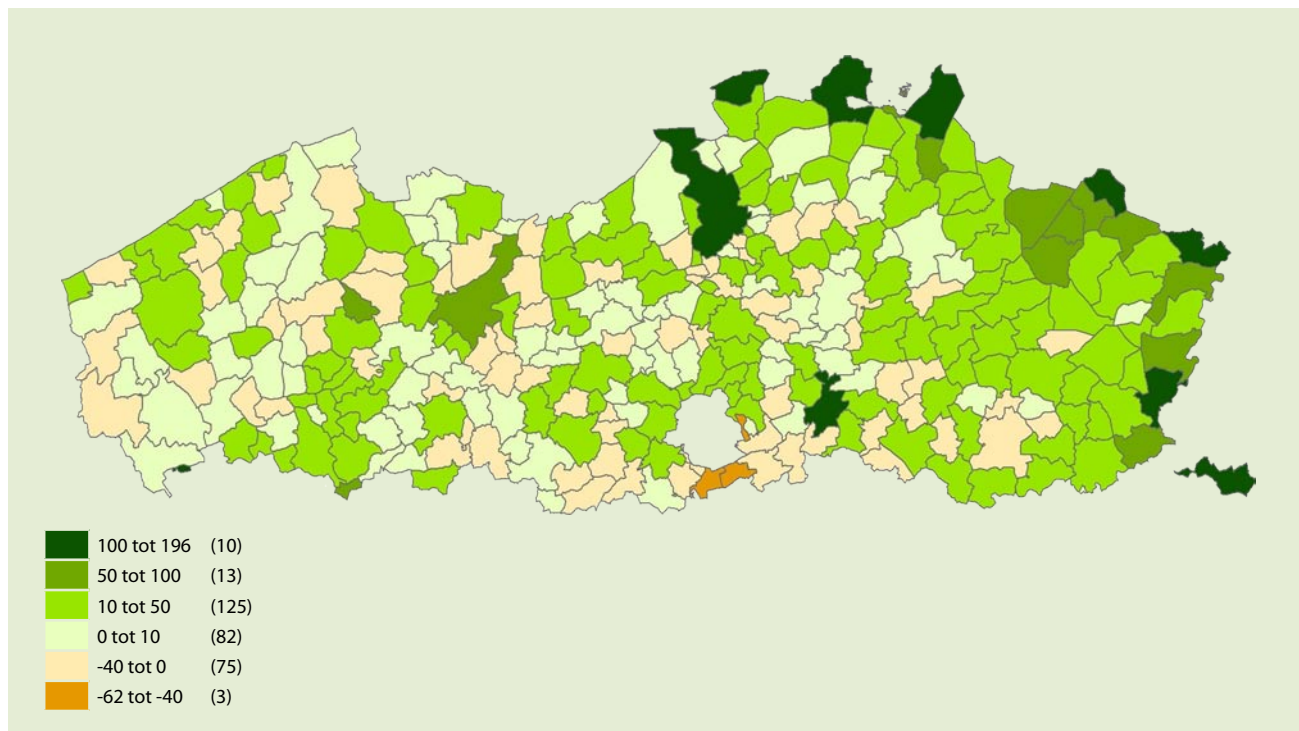 100 tot 196 (10)
50 tot 100 (13)
10 tot 50 (125)
0 tot 10 (82)
-40 tot 0 (75)
-62 tot -40 (3)